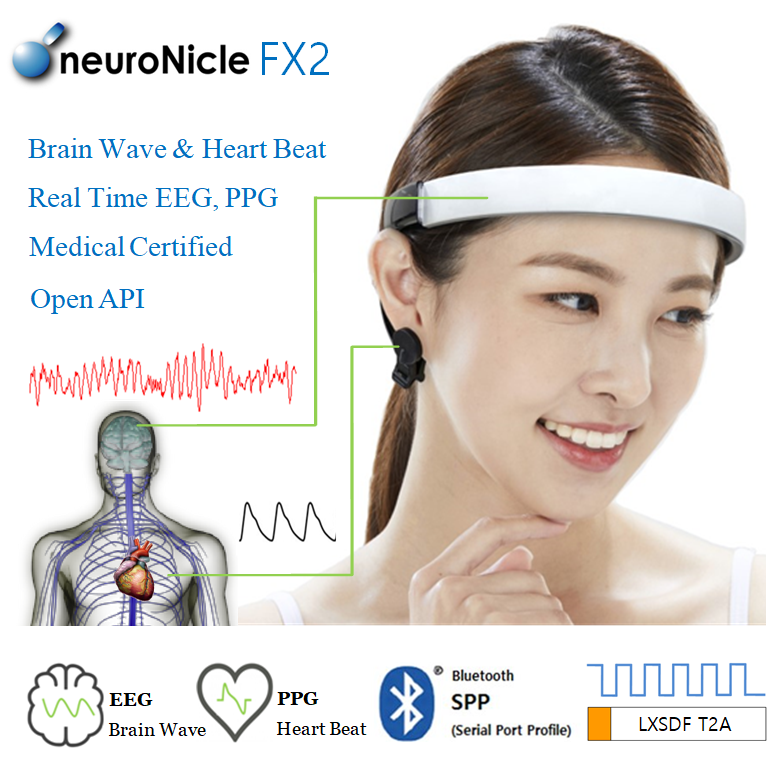 neuroNicle FX2
Brain Wave & Heart Beat
Real Time EEG, PPG
Medical Certified
Open API
EEG
Brain Wave
PPG
Heart Beat
®
Bluetooth
SPP
(Serial Port Profile)
LXSDF T2A